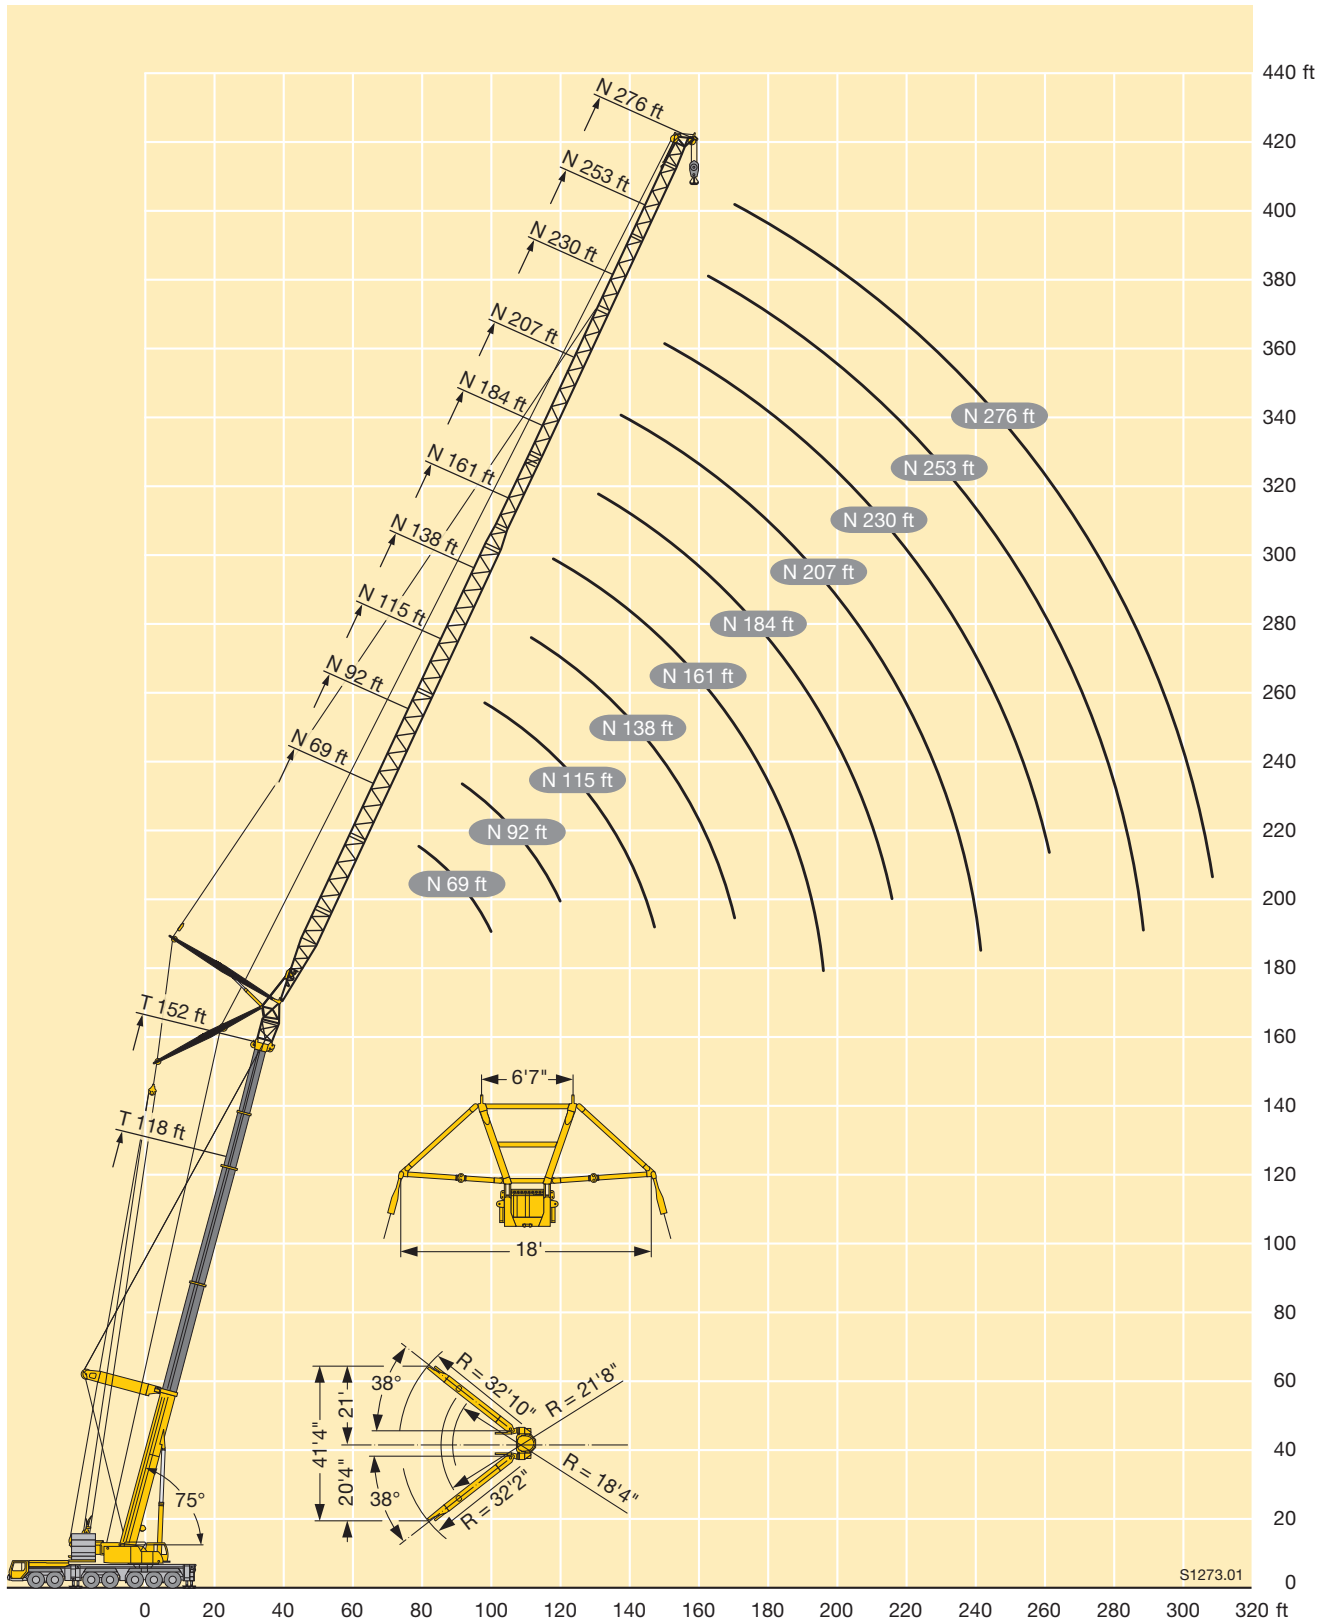 440 ft
N 276 ft
420
N 253 ft
400
N 230 ft
380
N 207 ft
360
N 184 ft
340
N 276 ft
N 161 ft
N 253 ft
320
N 138 ft
N 230 ft
300
N 115 ft
N 207 ft
280
N 92 ft
N 184 ft
260
N 69 ft
N 161 ft
240
N 138 ft
220
N 115 ft
N 92 ft
200
N 69 ft
180
T 152 ft
160
6'7"
140
T 118 ft
120
18'
100
80
R = 32'10"
R = 21'8"
60
38°
21'
41'4"
40
20'4"
38°
R = 32'2"
R = 18'4"
75°
20
S1273.01
0
0 20 40 60 80 100 120 140 160 180 200 220 240 260 280 300 320 ft